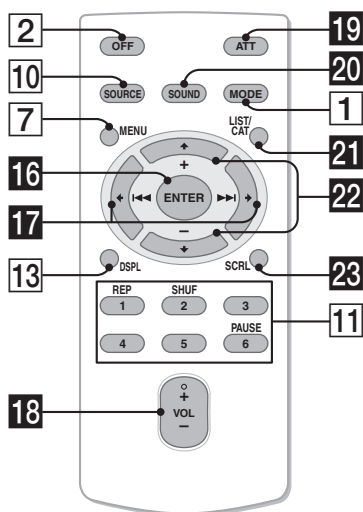 2
OFF
ATT
19
10
SOURCE
SOUND
MODE
20
7
MENU
LIST/
CAT
1
16
+
ENTER
21
17
−
22
13
DSPL
SCRL
23
REP
SHUF
1
2
3
PAUSE
4
5
6
11
18
+
VOL
−